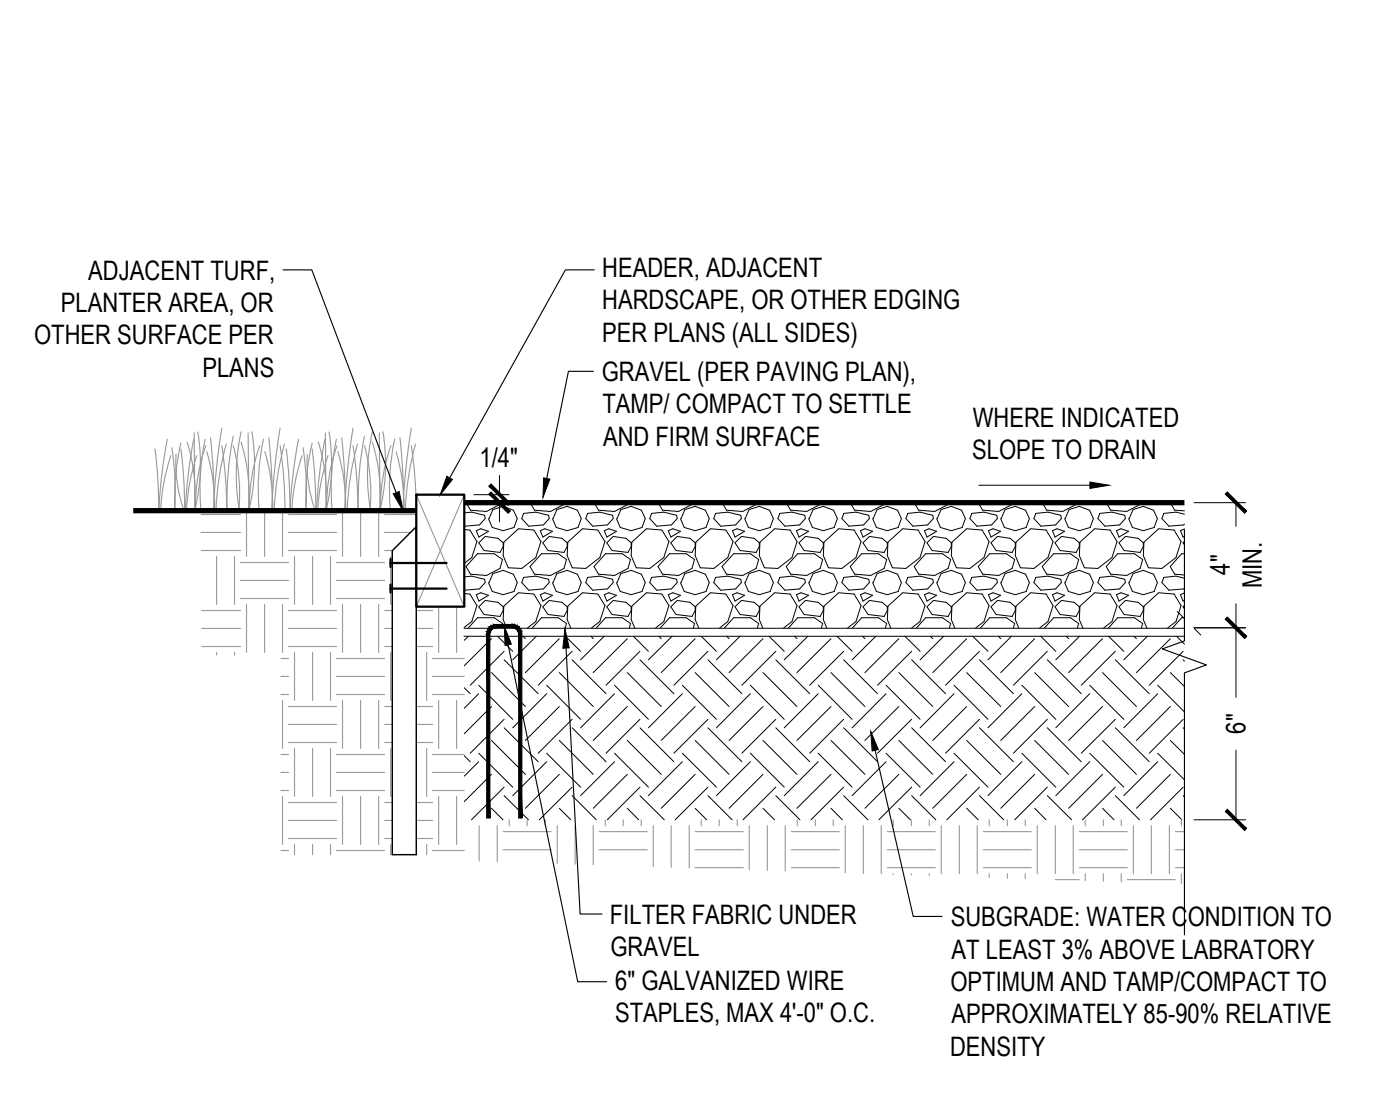 ADJACENT TURF,
PLANTER AREA, OR
OTHER SURFACE PER
PLANS
HEADER, ADJACENT
HARDSCAPE, OR OTHER EDGING
PER PLANS (ALL SIDES)
GRAVEL (PER PAVING PLAN),
TAMP/ COMPACT TO SETTLE
AND FIRM SURFACE
WHERE INDICATED
SLOPE TO DRAIN
1/4"
4"
MIN.
6"
FILTER FABRIC UNDER
GRAVEL
6" GALVANIZED WIRE
STAPLES, MAX 4'-0" O.C.
SUBGRADE: WATER CONDITION TO
AT LEAST 3% ABOVE LABRATORY
OPTIMUM AND TAMP/COMPACT TO
APPROXIMATELY 85-90% RELATIVE
DENSITY